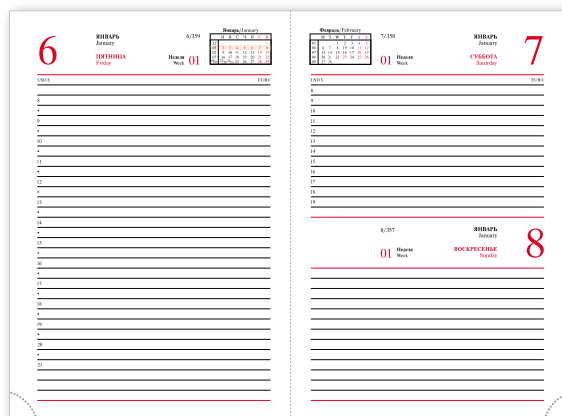 6
ЯНВАРЬ
January
ПЯТНИЦА
Friday
6/359
Неделя
Week
01
Январь/January
USD $
EUR €
8
9
10
11
12
13
14
15
16
17
18
19
20
21
Февраль/February
7/358
Неделя
Week
01
ЯНВАРЬ
January
СУББОТА
Saturday
7
USD $
EUR €
8
9
10
11
12
13
14
15
16
17
18
19
8/357
01
Неделя
Week
ЯНВАРЬ
January
ВОСКРЕСЕНЬЕ
Sunday
8